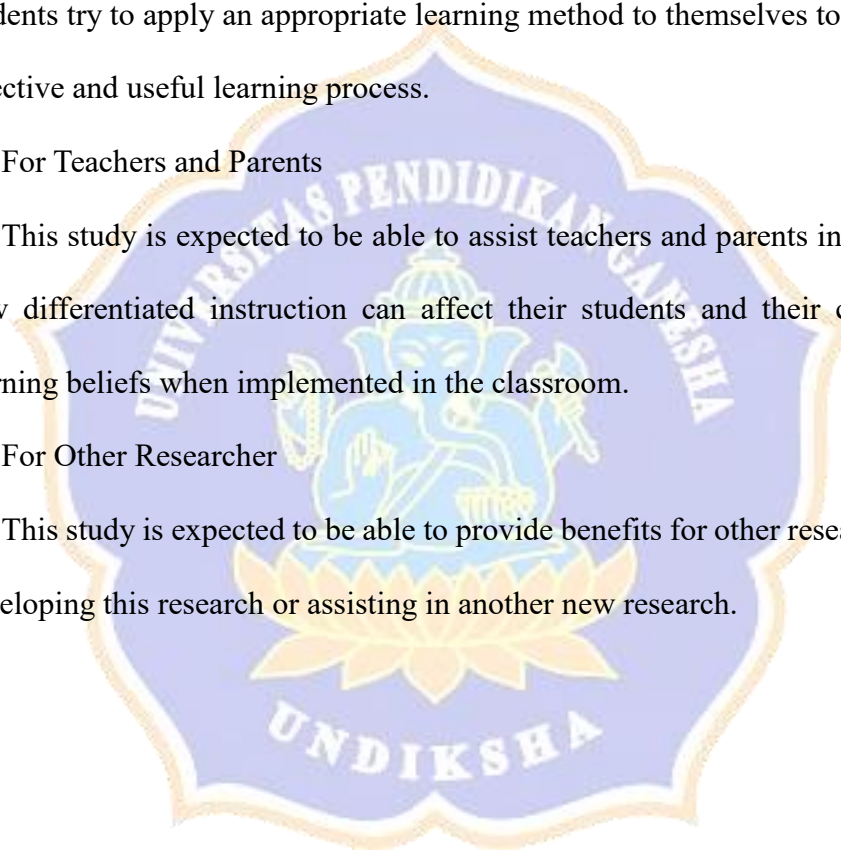 dents try to apply an appropriate learning method to themselves to
ective and useful learning process.
For Teachers and Parents
This study is expected to be able to assist teachers and parents in
w differentiated instruction can affect their students and their c
rning beliefs when implemented in the classroom.
For Other Researcher
This study is expected to be able to provide benefits for other resea
eloping this research or assisting in another new research.
UNIVERSITAS PENDIDIKAN GANESHA
UNDIKSHA